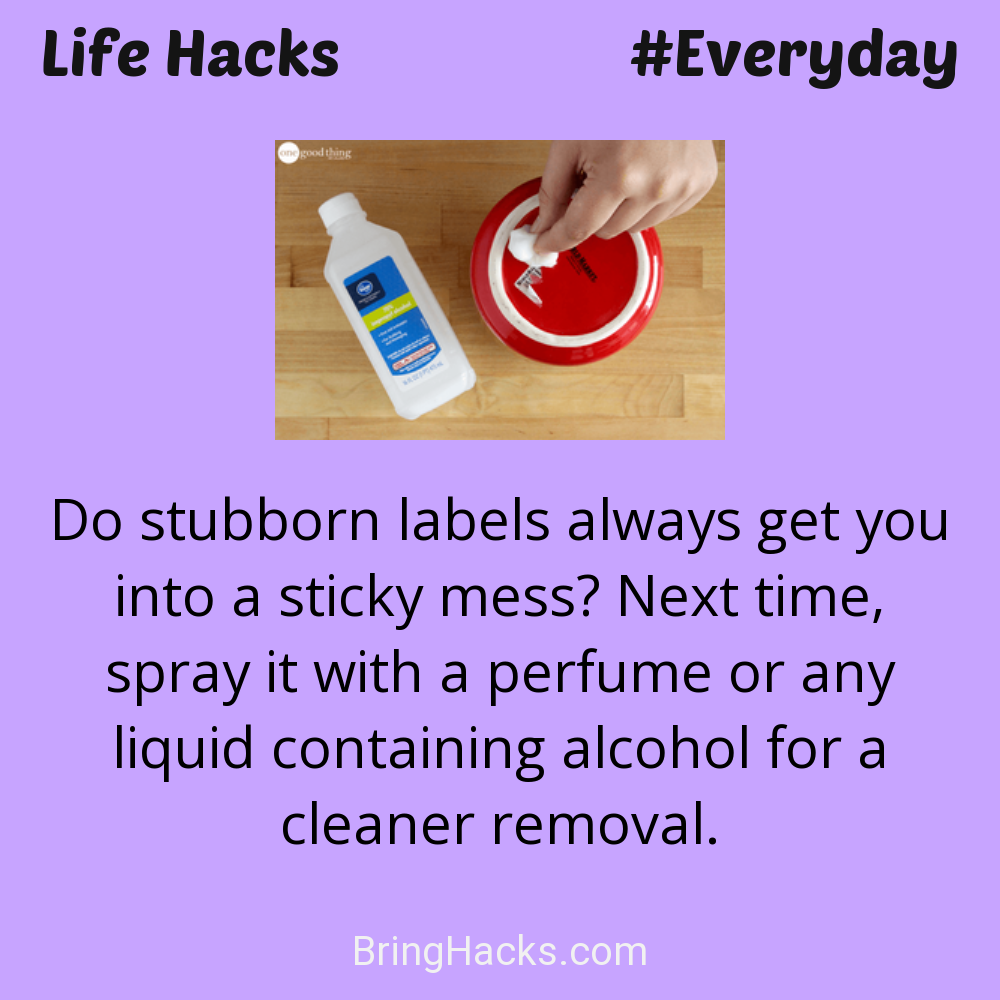 Life Hacks #Everyday
one good thing
Do stubborn labels always get you
into a sticky mess? Next time,
spray it with a perfume or any
liquid containing alcohol for a
cleaner removal.
BringHacks.com